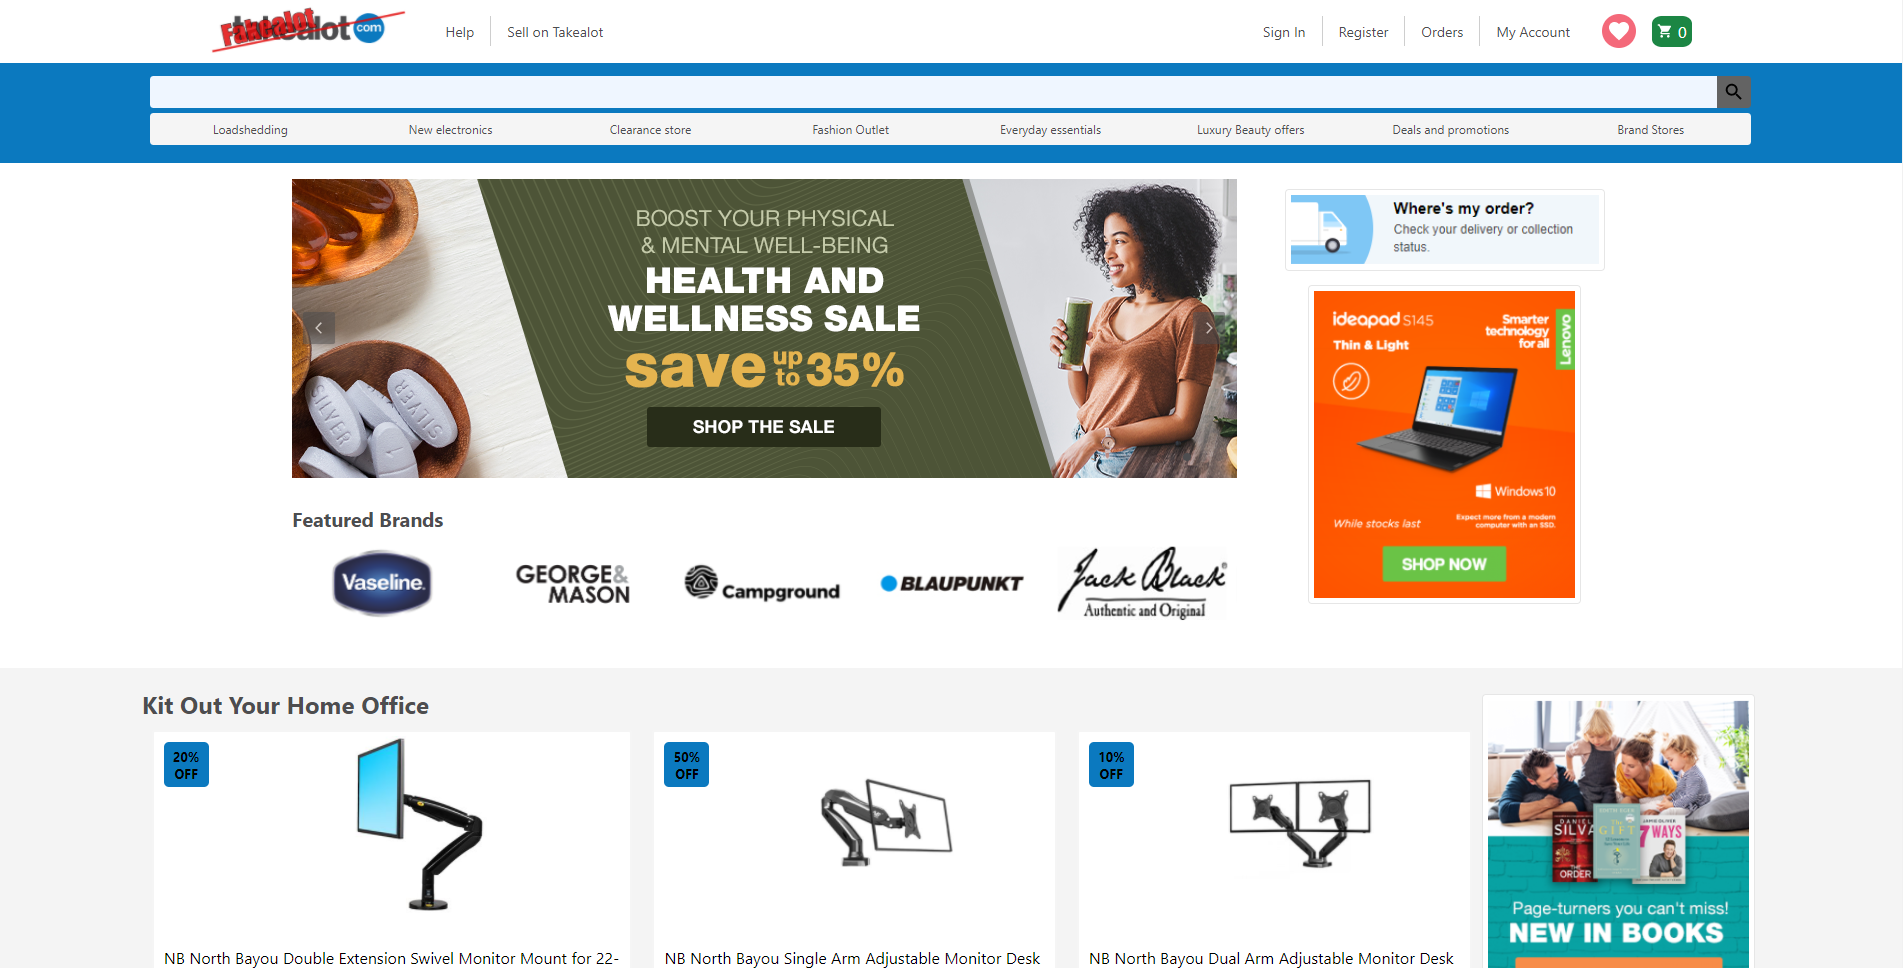 Fakealot
takealot
com
Help
Sell on Takealot
Sign In
Register
Orders
My Account
0
Loadshedding
New electronics
Clearance store
Fashion Outlet
Everyday essentials
Luxury Beauty offers
Deals and promotions
Brand Stores
BOOST YOUR PHYSICAL
& MENTAL WELL-BEING
HEALTH AND
WELLNESS SALE
save up to 35%
SHOP THE SALE
SILVER
SILVER
Where's my order?
Check your delivery or collection
status.
ideapad S145
Thin & Light
Smarter
technology
for all
Lenovo
Windows 10
While stocks last
Expect more from a modern
computer with an SSD.
SHOP NOW
Featured Brands
Vaseline.
GEORGE&
MASON
Campground
BLAUPUNKT
Jack Black®
Authentic and Original
Kit Out Your Home Office
20%
OFF
50%
OFF
10%
OFF
NB North Bayou Double Extension Swivel Monitor Mount for 22-
NB North Bayou Single Arm Adjustable Monitor Desk
NB North Bayou Dual Arm Adjustable Monitor Desk
DANIEL
SILVA
THE
ORDER
The
GIFT
JAMIE OLIVER
7 WAYS
Page-turners you can't miss!
NEW IN BOOKS